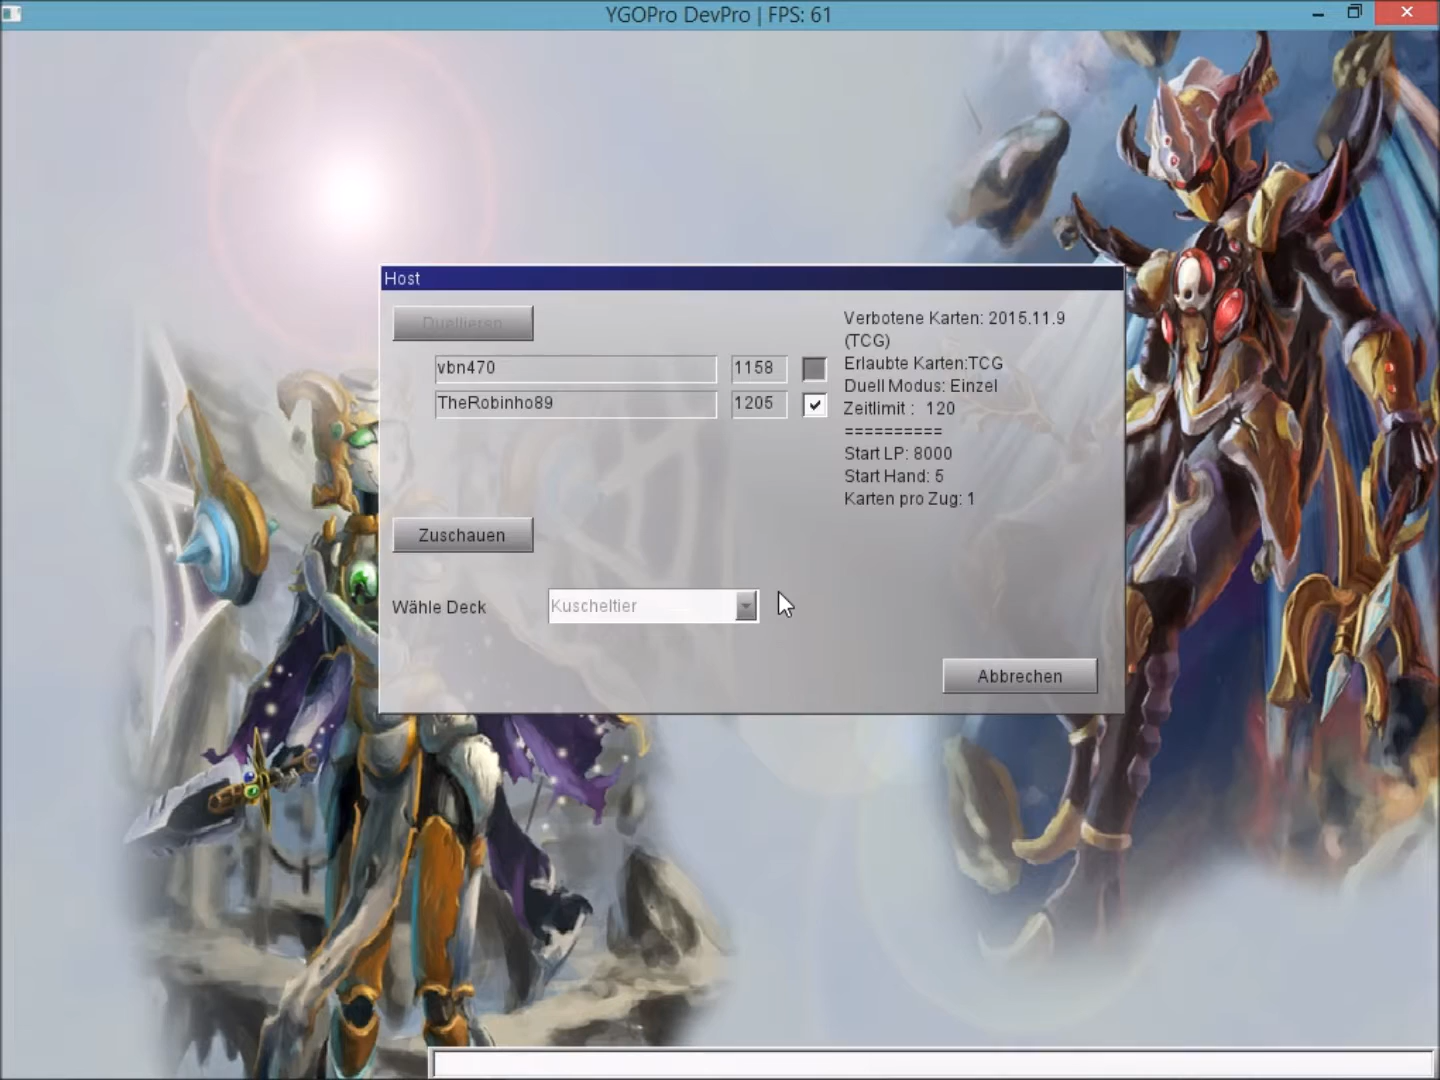 YGOPro DevPro | FPS: 61
Host
Duellieren
vbn470 1158
TheRobinho89 1205
Verbotene Karten: 2015.11.9
(TCG)
Erlaubte Karten:TCG
Duell Modus: Einzel
Zeitlimit : 120
==========
Start LP: 8000
Start Hand: 5
Karten pro Zug: 1
Zuschauen
Wähle Deck Kuscheltier
Abbrechen